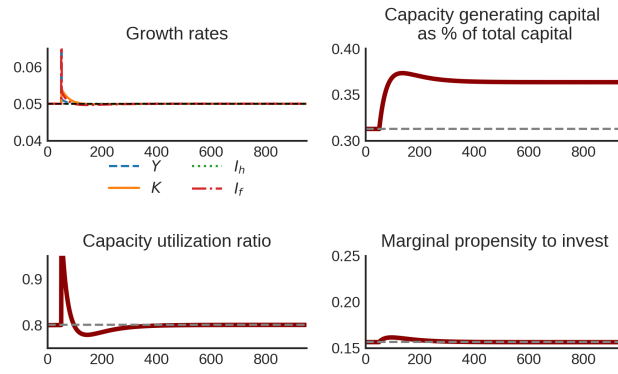 Growth rates
0.06
0.05
0.04
0 200 400 600 800
Y
K
I_h
I_f
Capacity generating capital
as % of total capital
0.40
0.35
0.30
0 200 400 600 800
Capacity utilization ratio
0.9
0.8
0 200 400 600 800
Marginal propensity to invest
0.25
0.20
0.15
0 200 400 600 800